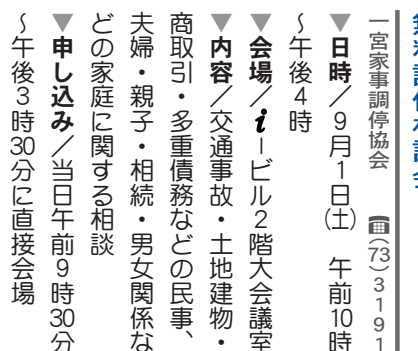 一宮家事調停協会 ☎(73)3191
▼日時／9月1日(土) 午前10時
～午後4時
▼会場／i－ビル2階大会議室
▼内容／交通事故・土地建物・
商取引・多重債務などの民事、
夫婦・親子・相続・男女関係な
どの家庭に関する相談
▼申し込み／当日午前9時30分
～午後3時30分に直接会場